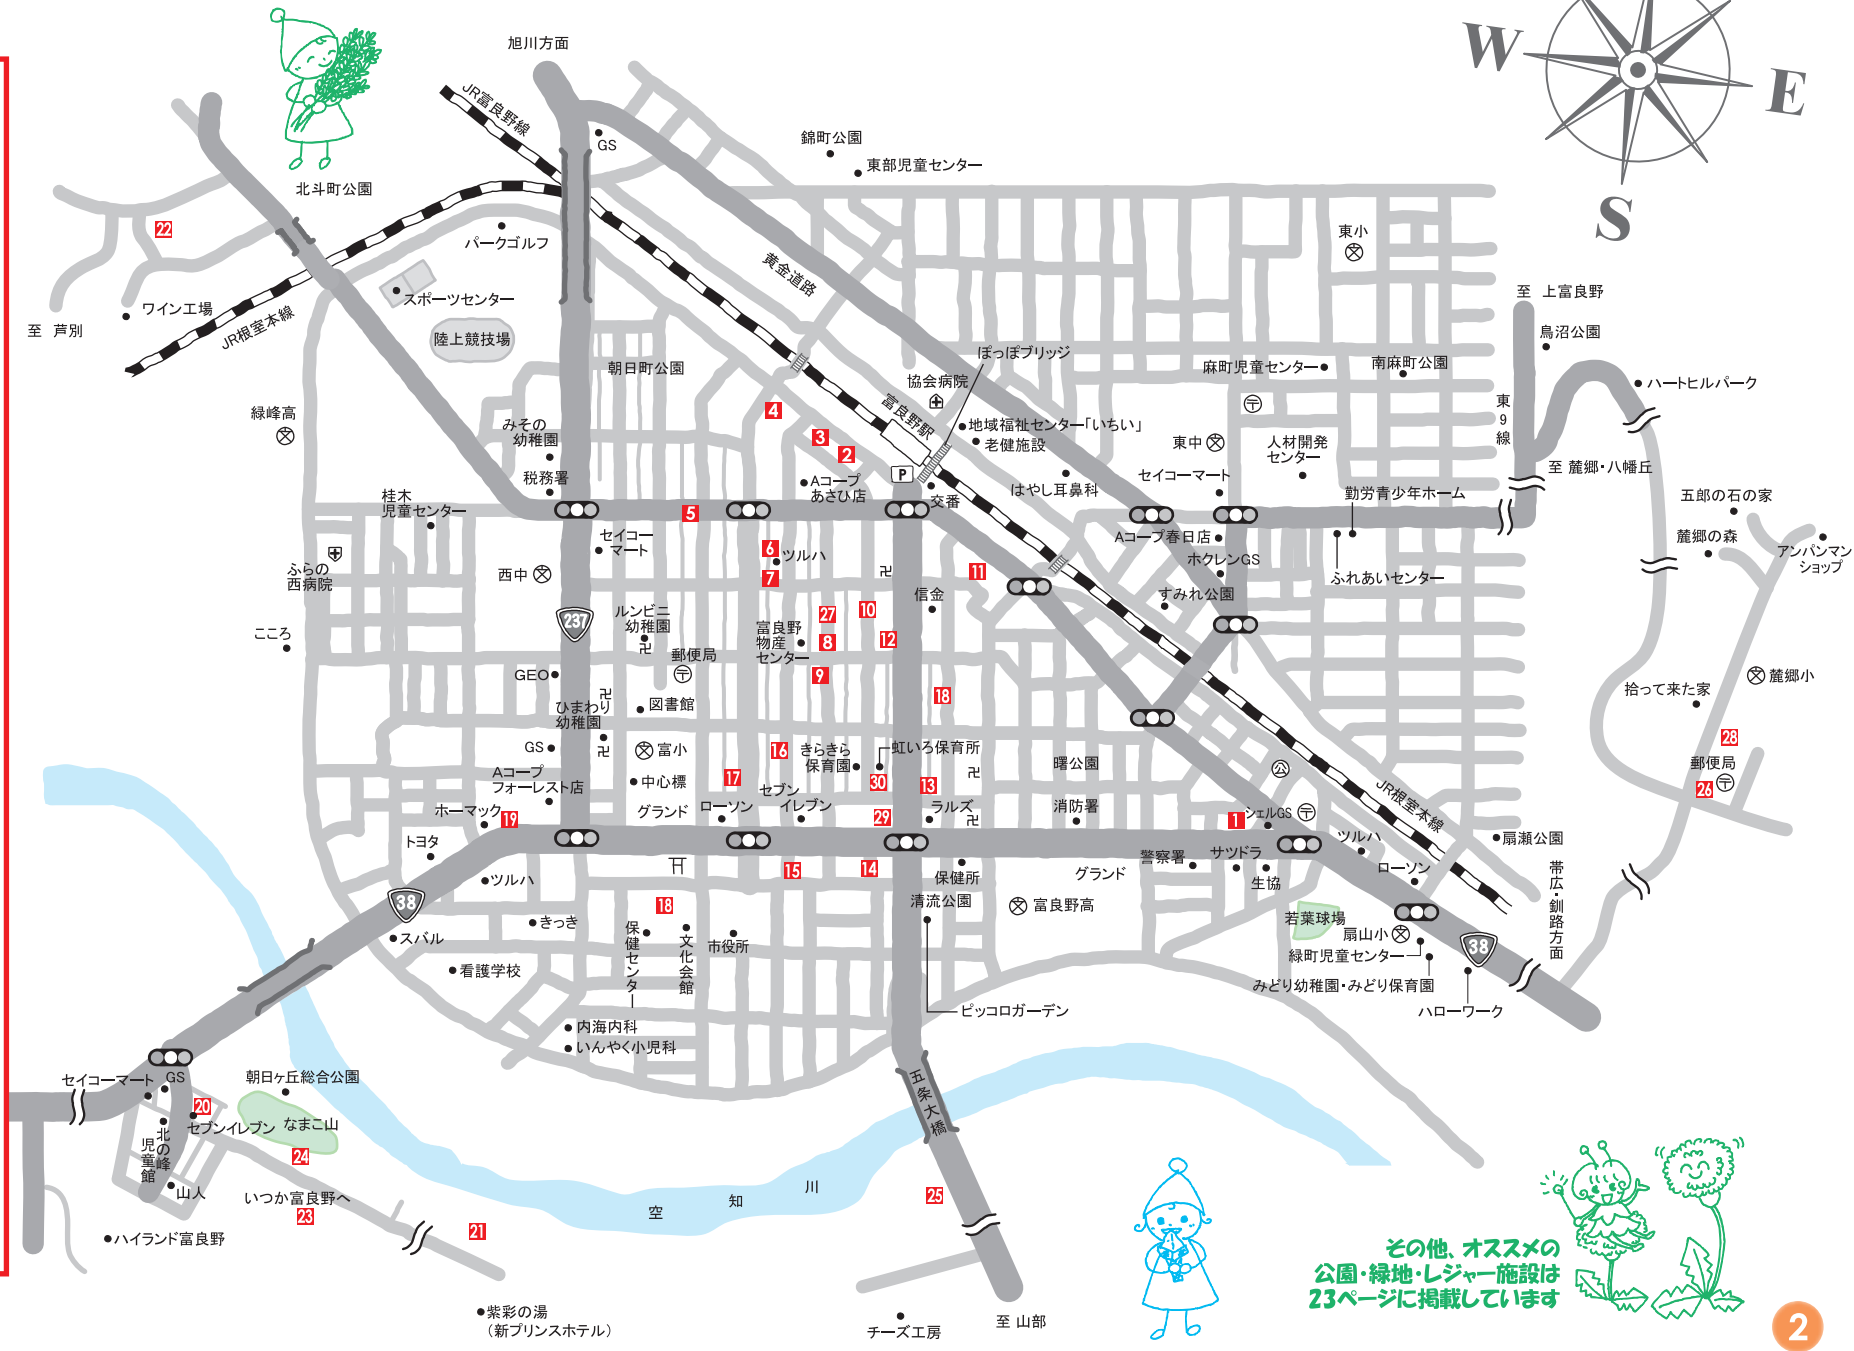 旭川方面
W
E
S
JR富良野線
GS
錦町公園
東部児童センター
北斗町公園
22
パークゴルフ
東小
黄金道路
スポーツセンター
ワイン工場
JR根室本線
至 芦別
陸上競技場
至 上富良野
鳥沼公園
朝日町公園
ぽっぽブリッジ
協会病院
麻町児童センター
南麻町公園
ハートヒルパーク
緑峰高
4
富良野駅
みその
幼稚園
3
2
地域福祉センター「いちい」
老健施設
東中
人材開発
センター
東9線
税務署
P
Aコープ
あさひ店
交番
はやし耳鼻科
セイコーマート
至 麓郷・八幡丘
桂木
児童センター
5
勤労青少年ホーム
五郎の石の家
麓郷の森
アンパンマン
ショップ
セイコー
マート
6
ツルハ
7
Aコープ春日店
ホクレンGS
ふれあいセンター
ふらの
西病院
西中
11
すみれ公園
237
ルンビニ
幼稚園
27
10
信金
こころ
富良野
物産
センター
8
12
郵便局
9
GEO
18
麓郷小
ひまわり
幼稚園
図書館
拾って来た家
GS
富小
16
きらきら
保育園
虹いろ保育所
28
Aコープ
フォーレスト店
中心標
17
セブン
イレブン
30
13
曙公園
公
郵便局
26
ホーマック
19
グランド
ローソン
29
ラルズ
消防署
1
シェルGS
JR根室本線
トヨタ
ツルハ
扇瀬公園
ツルハ
15
14
保健所
グランド
警察署
サツドラ
生協
ローソン
帯広・釧路方面
38
きっき
18
清流公園
富良野高
若葉球場
扇山小
スバル
保健センター
文化会館
市役所
緑町児童センター
38
看護学校
みどり幼稚園・みどり保育園
ピッコロガーデン
ハローワーク
内海内科
いんやく小児科
セイコーマート
GS
朝日ヶ丘総合公園
五条大橋
20
セブンイレブン
なまこ山
北の峰
児童館
24
山人
いつか富良野へ
23
空知川
25
ハイランド富良野
21
その他、オススメの
公園・緑地・レジャー施設は
23ページに掲載しています
紫彩の湯
（新プリンスホテル）
チーズ工房
至 山部
2